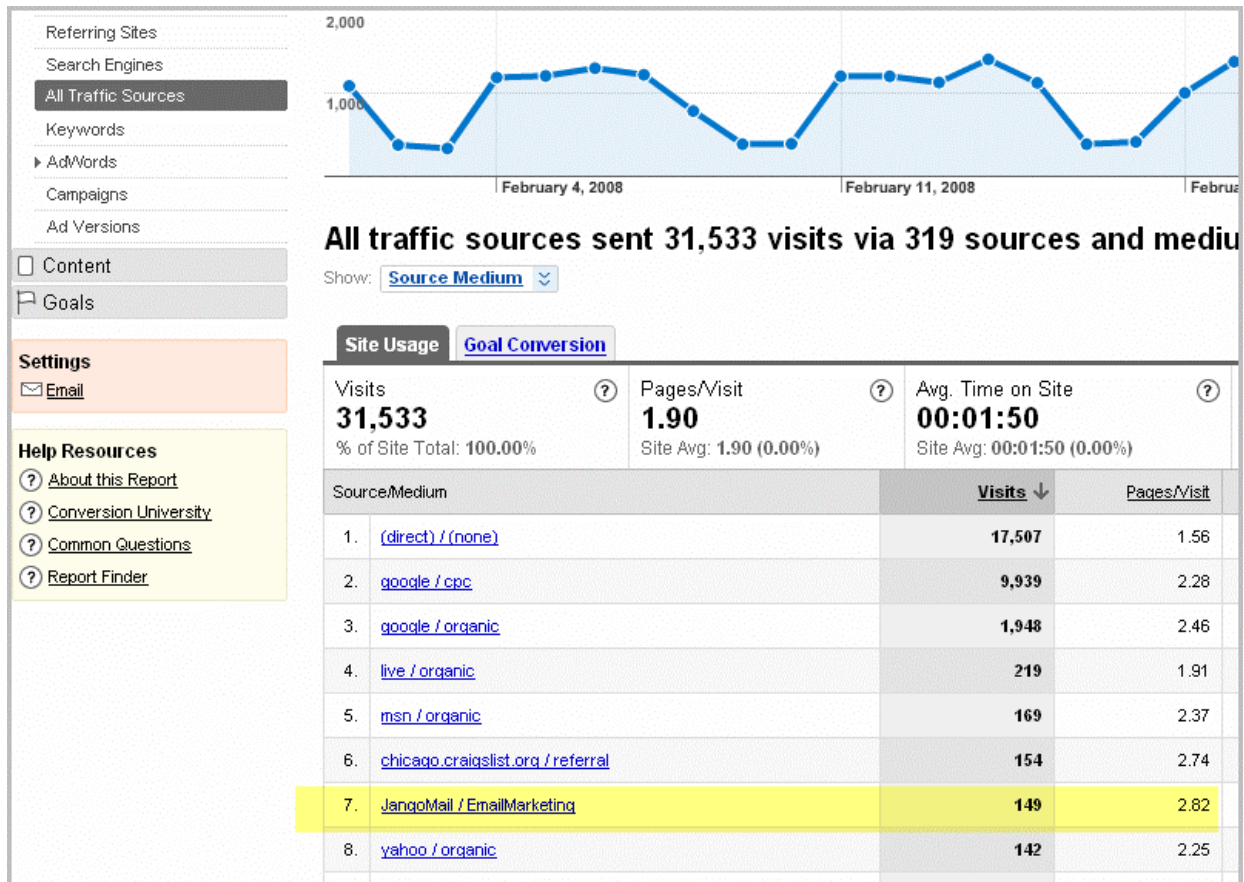 Referring Sites
Search Engines
All Traffic Sources
Keywords
AdWords
Campaigns
Ad Versions
Content
Goals
Settings
Email
Help Resources
? About this Report
? Conversion University
? Common Questions
? Report Finder
2,000
1,000
February 4, 2008
February 11, 2008
Februa
All traffic sources sent 31,533 visits via 319 sources and mediu
Show: Source Medium
Site Usage
Goal Conversion
Visits ?
31,533
% of Site Total: 100.00%
Pages/Visit ?
1.90
Site Avg: 1.90 (0.00%)
Avg. Time on Site ?
00:01:50
Site Avg: 00:01:50 (0.00%)
Source/Medium Visits Pages/Visit
1. (direct) / (none) 17,507 1.56
2. google / cpc 9,939 2.28
3. google / organic 1,948 2.46
4. live / organic 219 1.91
5. msn / organic 169 2.37
6. chicago.craigslist.org / referral 154 2.74
7. JangoMail / EmailMarketing 149 2.82
8. yahoo / organic 142 2.25